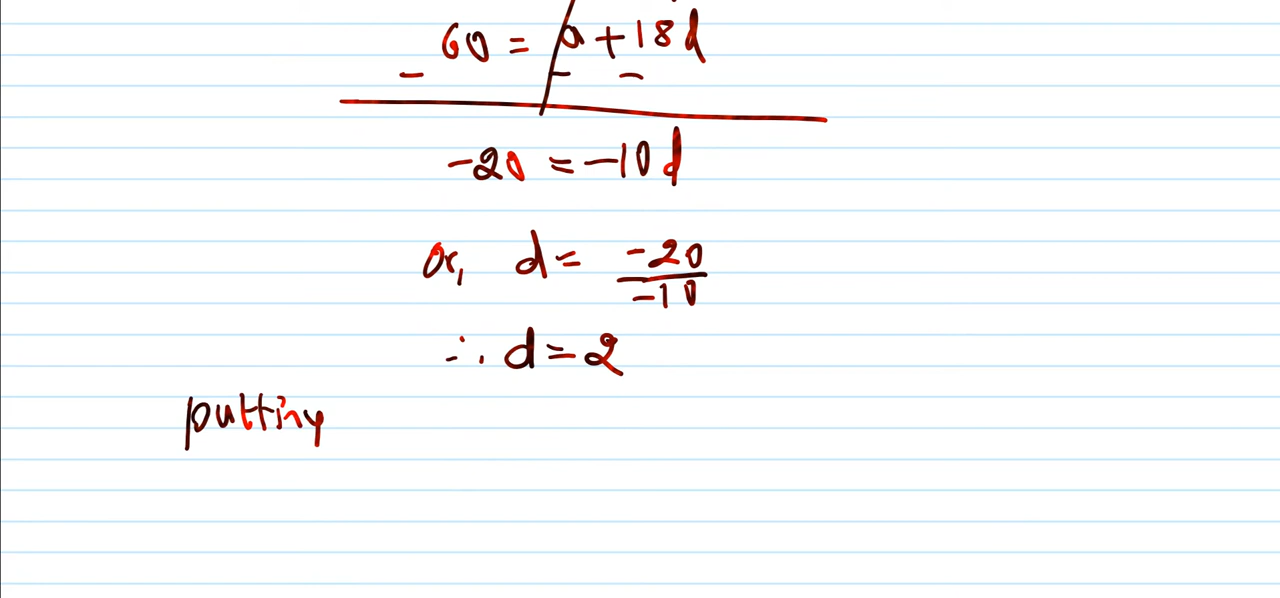 60 = a + 18d
- - -
-20 = -10d
Or, d = -20/-10
∴ d = 2
putting